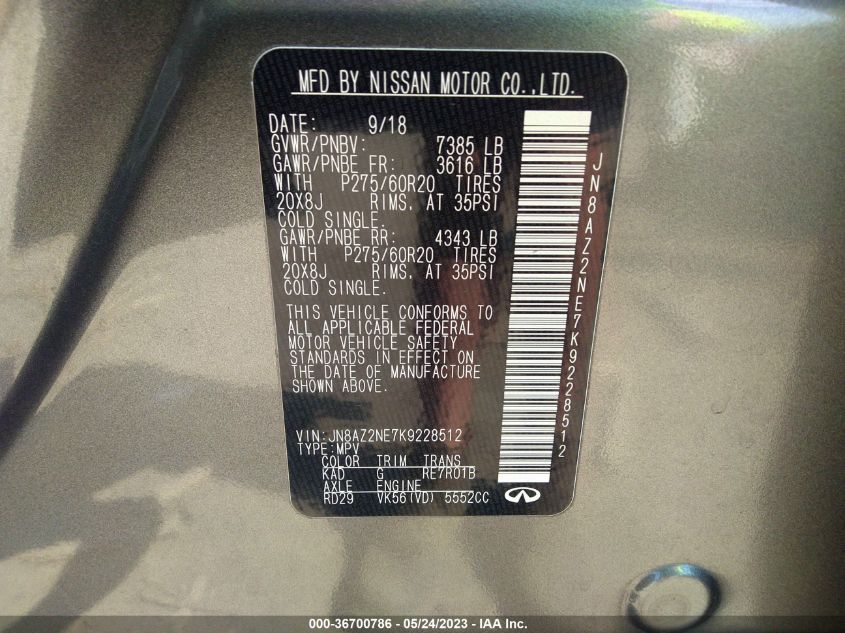 MFD BY NISSAN MOTOR CO.,LTD.
DATE: 9/18
GVWR/PNBV: 7385 LB
GAWR/PNBE FR: 3616 LB
WITH P275/60R20 TIRES
20X8J RIMS, AT 35PSI
COLD SINGLE.
GAWR/PNBE RR: 4343 LB
WITH P275/60R20 TIRES
20X8J RIMS, AT 35PSI
COLD SINGLE.
THIS VEHICLE CONFORMS TO
ALL APPLICABLE FEDERAL
MOTOR VEHICLE SAFETY
STANDARDS IN EFFECT ON
THE DATE OF MANUFACTURE
SHOWN ABOVE.
VIN:JN8AZ2NE7K9228512
TYPE:MPV
COLOR TRIM TRANS
KAD G RE7R01B
AXLE ENGINE
RD29 VK56(VD) 5552CC
JN8AZ2NE7K9228512
000-36700786 - 05/24/2023 - IAA Inc.